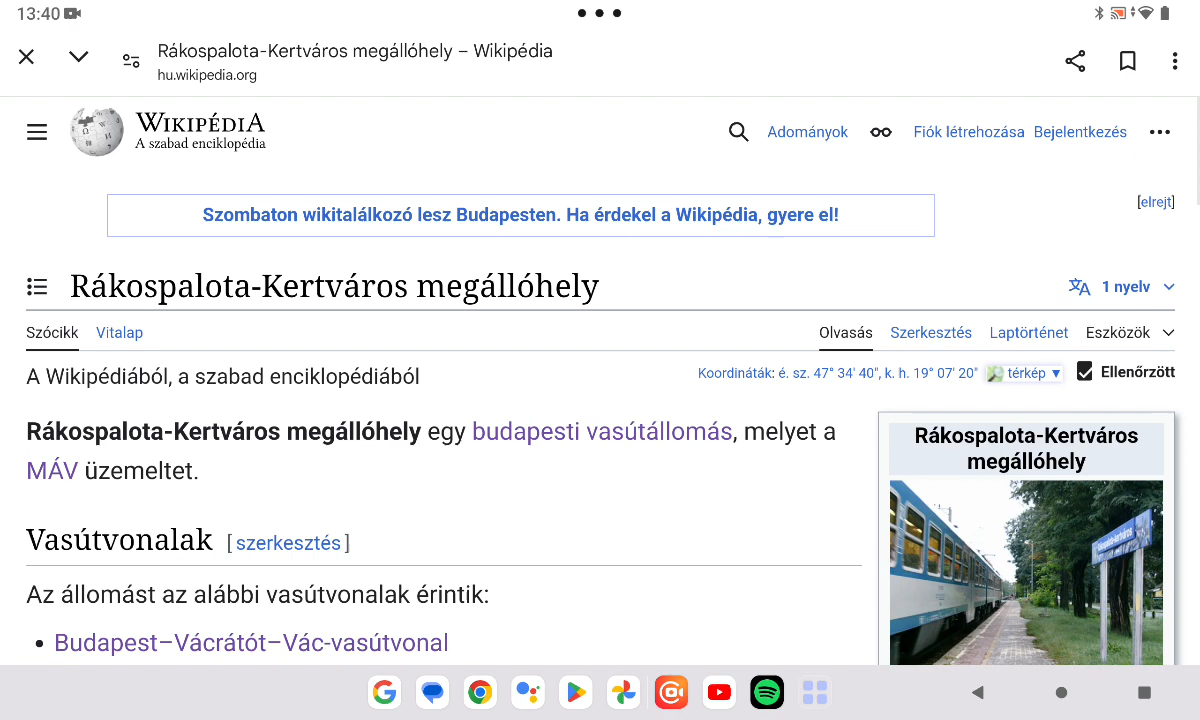 13:40
Rákospalota-Kertváros megállóhely – Wikipédia
hu.wikipedia.org
WIKIPÉDIA
A szabad enciklopédia
Adományok
Fiók létrehozása
Bejelentkezés
Szombaton wikitalálkozó lesz Budapesten. Ha érdekel a Wikipédia, gyere el!
[elrejt]
Rákospalota-Kertváros megállóhely
1 nyelv
Szócikk Vitalap
Olvasás Szerkesztés Laptörténet Eszközök
A Wikipédiából, a szabad enciklopédiából
Koordináták: é. sz. 47° 34′ 40″, k. h. 19° 07′ 20″ térkép ▼
Ellenőrzött
Rákospalota-Kertváros megállóhely egy budapesti vasútállomás, melyet a
MÁV üzemeltet.
Vasútvonalak [ szerkesztés ]
Az állomást az alábbi vasútvonalak érintik:
• Budapest–Vácrátót–Vác-vasútvonal
Rákospalota-Kertváros
megállóhely
Rákospalota-Kertváros